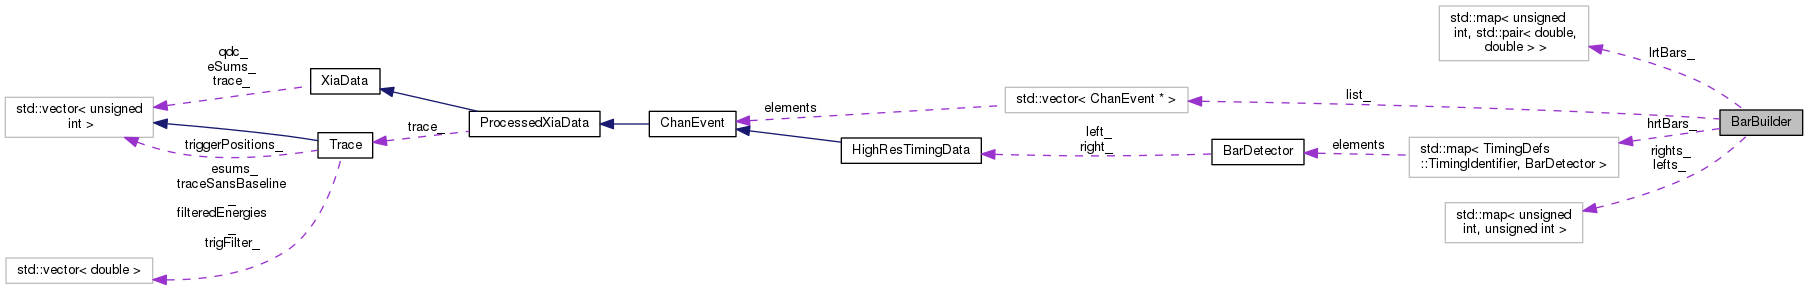 qdc_
eSums_
trace_
std::vector< unsigned
int >
XiaData
triggerPositions_
Trace
esums_
traceSansBaseline
_
filteredEnergies
_
trigFilter_
std::vector< double >
trace_
ProcessedXiaData
ChanEvent
elements
HighResTimingData
std::vector< ChanEvent * >
left_
right_
BarDetector
elements
list_
std::map< unsigned
int, std::pair< double,
double > >
lrtBars_
hrtBars_
std::map< TimingDefs
::TimingIdentifier, BarDetector >
rights_
lefts_
std::map< unsigned
int, unsigned int >
BarBuilder